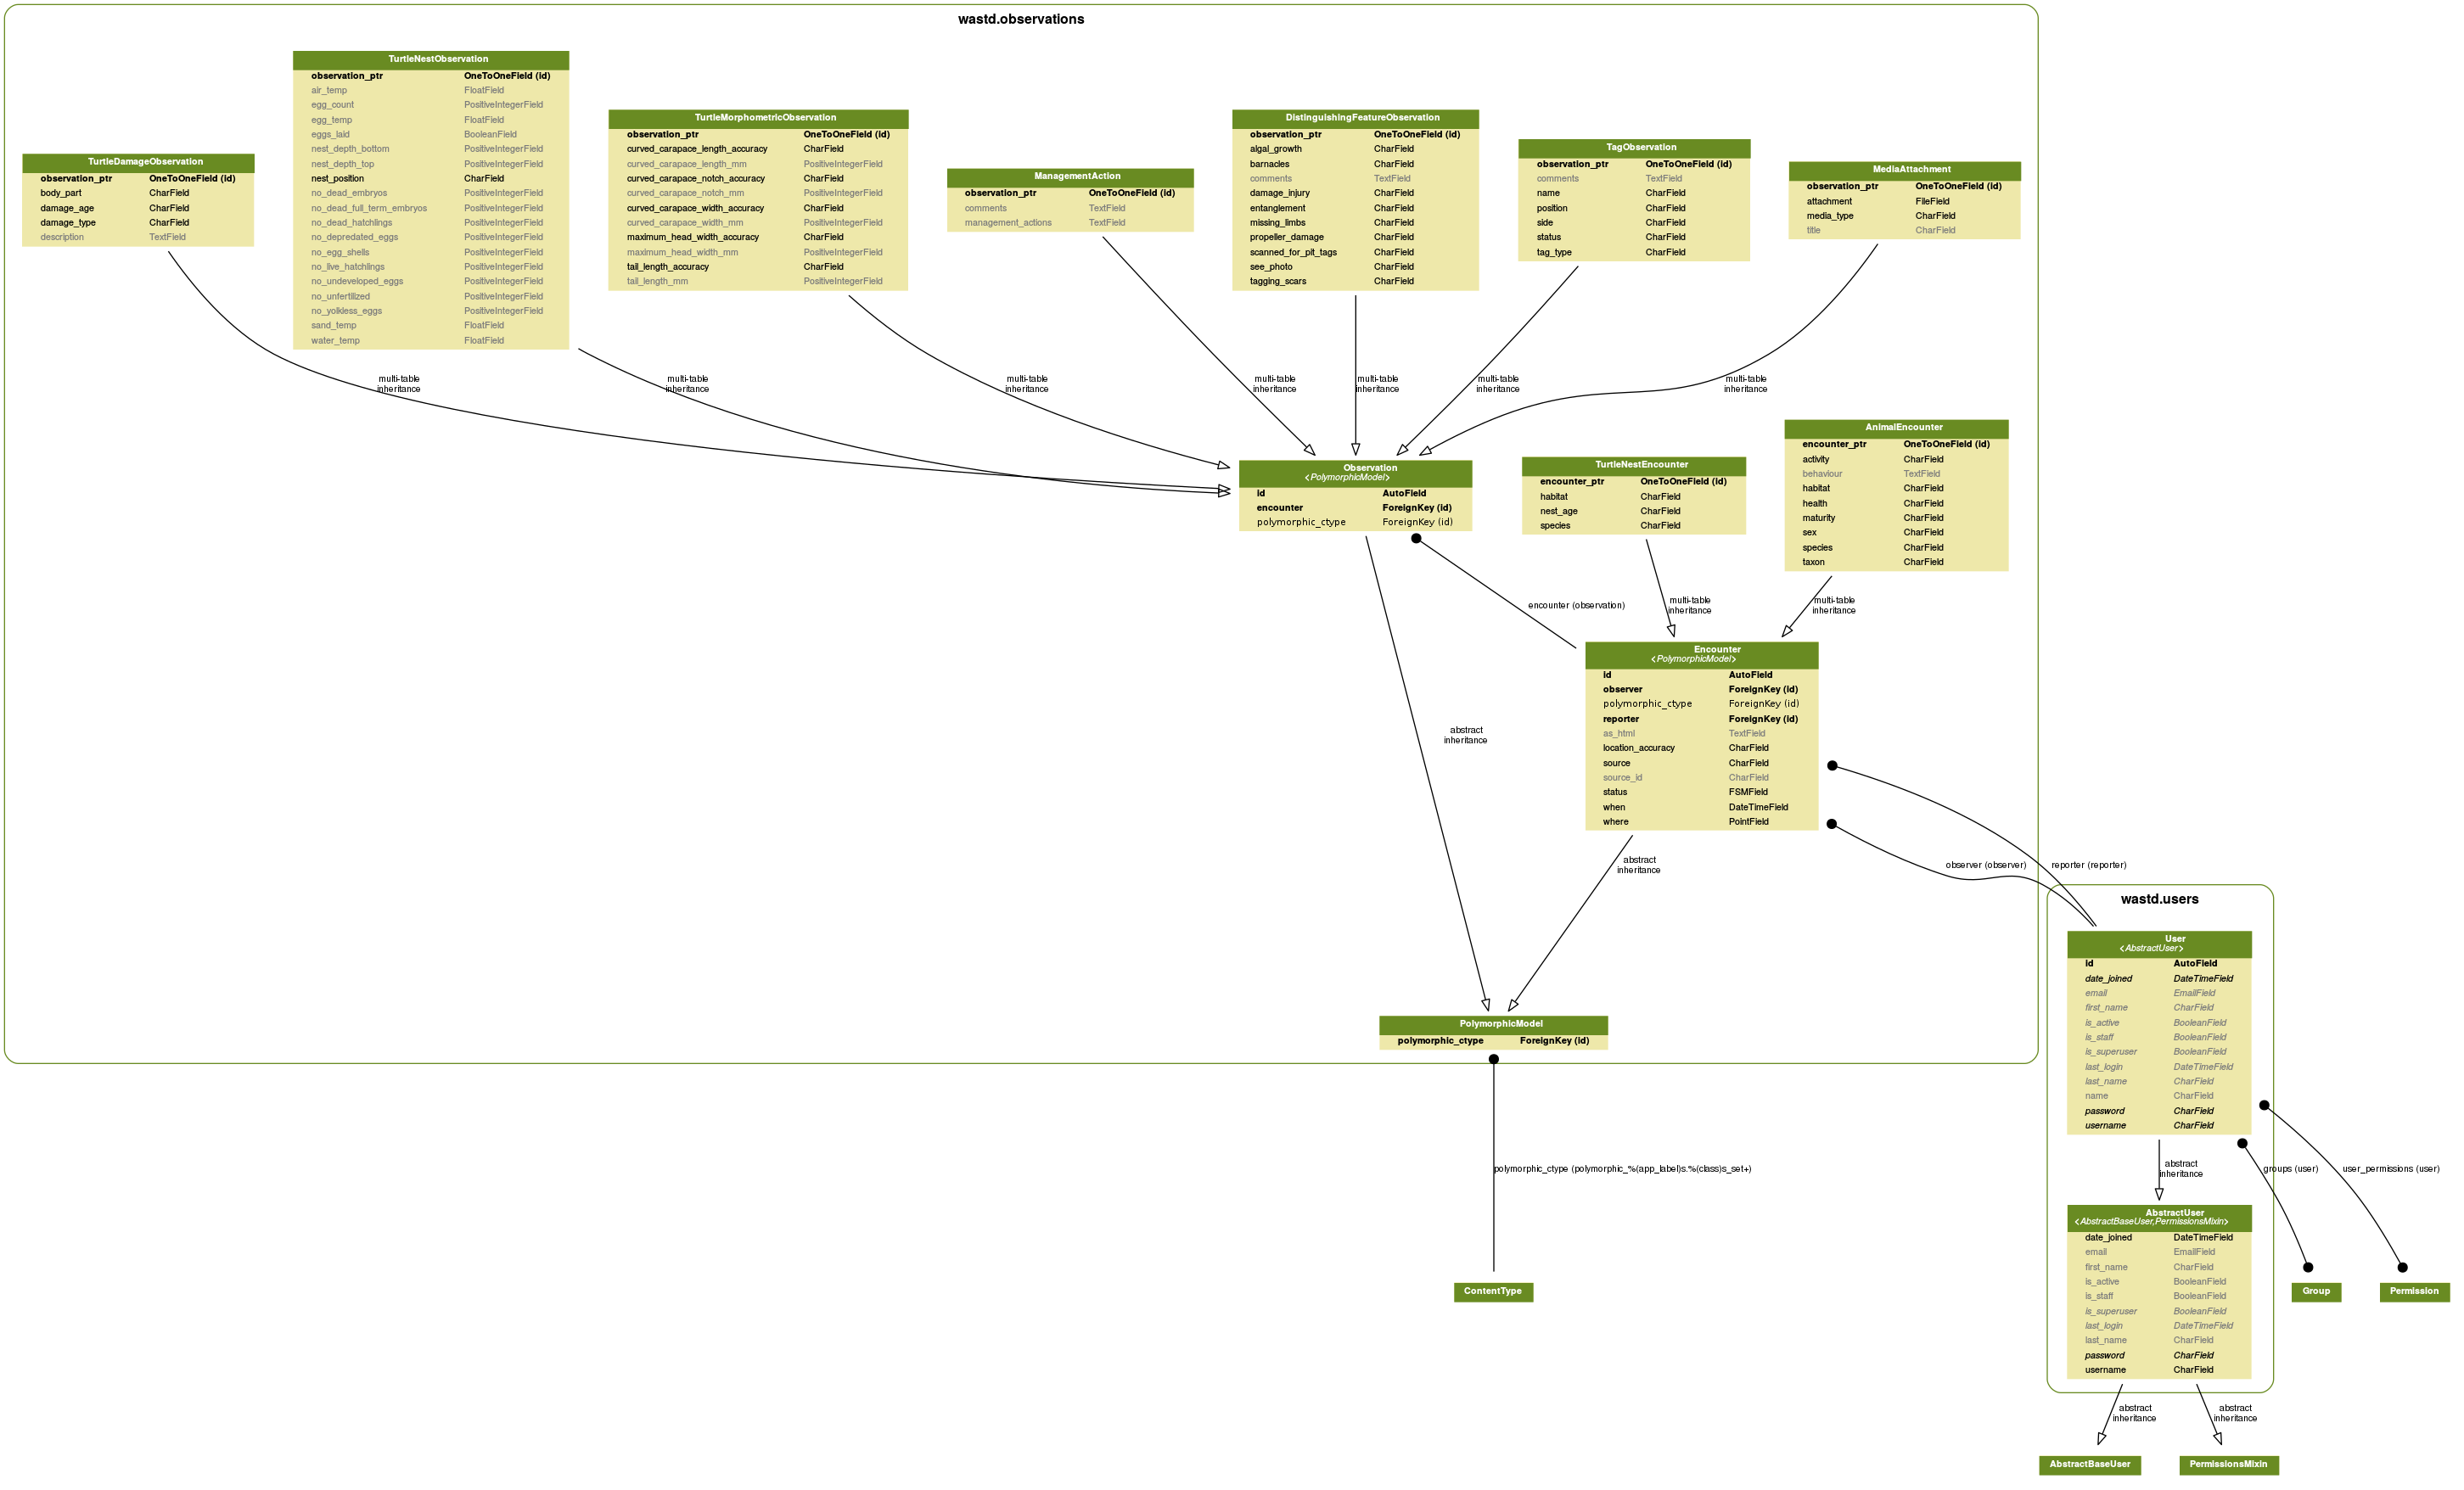 wastd.observations
TurtleDamageObservation
observation_ptr OneToOneField (id)
body_part CharField
damage_age CharField
damage_type CharField
description TextField
TurtleNestObservation
observation_ptr OneToOneField (id)
air_temp FloatField
egg_count PositiveIntegerField
egg_temp FloatField
eggs_laid BooleanField
nest_depth_bottom PositiveIntegerField
nest_depth_top PositiveIntegerField
nest_position CharField
no_dead_embryos PositiveIntegerField
no_dead_full_term_embryos PositiveIntegerField
no_dead_hatchlings PositiveIntegerField
no_depredated_eggs PositiveIntegerField
no_egg_shells PositiveIntegerField
no_live_hatchlings PositiveIntegerField
no_undeveloped_eggs PositiveIntegerField
no_unfertilized PositiveIntegerField
no_yolkless_eggs PositiveIntegerField
sand_temp FloatField
water_temp FloatField
TurtleMorphometricObservation
observation_ptr OneToOneField (id)
curved_carapace_length_accuracy CharField
curved_carapace_length_mm PositiveIntegerField
curved_carapace_notch_accuracy CharField
curved_carapace_notch_mm PositiveIntegerField
curved_carapace_width_accuracy CharField
curved_carapace_width_mm PositiveIntegerField
maximum_head_width_accuracy CharField
maximum_head_width_mm PositiveIntegerField
tail_length_accuracy CharField
tail_length_mm PositiveIntegerField
ManagementAction
observation_ptr OneToOneField (id)
comments TextField
management_actions TextField
DistinguishingFeatureObservation
observation_ptr OneToOneField (id)
algal_growth CharField
barnacles CharField
comments TextField
damage_injury CharField
entanglement CharField
missing_limbs CharField
propeller_damage CharField
scanned_for_pit_tags CharField
see_photo CharField
tagging_scars CharField
TagObservation
observation_ptr OneToOneField (id)
comments TextField
name CharField
position CharField
side CharField
status CharField
tag_type CharField
MediaAttachment
observation_ptr OneToOneField (id)
attachment FileField
media_type CharField
title CharField
multi-table
inheritance
multi-table
inheritance
multi-table
inheritance
multi-table
inheritance
multi-table
inheritance
multi-table
inheritance
multi-table
inheritance
Observation
<PolymorphicModel>
id AutoField
encounter ForeignKey (id)
polymorphic_ctype ForeignKey (id)
TurtleNestEncounter
encounter_ptr OneToOneField (id)
habitat CharField
nest_age CharField
species CharField
AnimalEncounter
encounter_ptr OneToOneField (id)
activity CharField
behaviour TextField
habitat CharField
health CharField
maturity CharField
sex CharField
species CharField
taxon CharField
encounter (observation)
multi-table
inheritance
multi-table
inheritance
Encounter
<PolymorphicModel>
id AutoField
observer ForeignKey (id)
polymorphic_ctype ForeignKey (id)
reporter ForeignKey (id)
as_html TextField
location_accuracy CharField
source CharField
source_id CharField
status FSMField
when DateTimeField
where PointField
abstract
inheritance
abstract
inheritance
observer (observer)
reporter (reporter)
PolymorphicModel
polymorphic_ctype ForeignKey (id)
polymorphic_ctype (polymorphic_%(app_label)s.%(class)s_set+)
ContentType
wastd.users
User
<AbstractUser>
id AutoField
date_joined DateTimeField
email EmailField
first_name CharField
is_active BooleanField
is_staff BooleanField
is_superuser BooleanField
last_login DateTimeField
last_name CharField
name CharField
password CharField
username CharField
abstract
inheritance
groups (user)
user_permissions (user)
AbstractUser
<AbstractBaseUser,PermissionsMixin>
date_joined DateTimeField
email EmailField
first_name CharField
is_active BooleanField
is_staff BooleanField
is_superuser BooleanField
last_login DateTimeField
last_name CharField
password CharField
username CharField
Group
Permission
abstract
inheritance
abstract
inheritance
AbstractBaseUser
PermissionsMixin